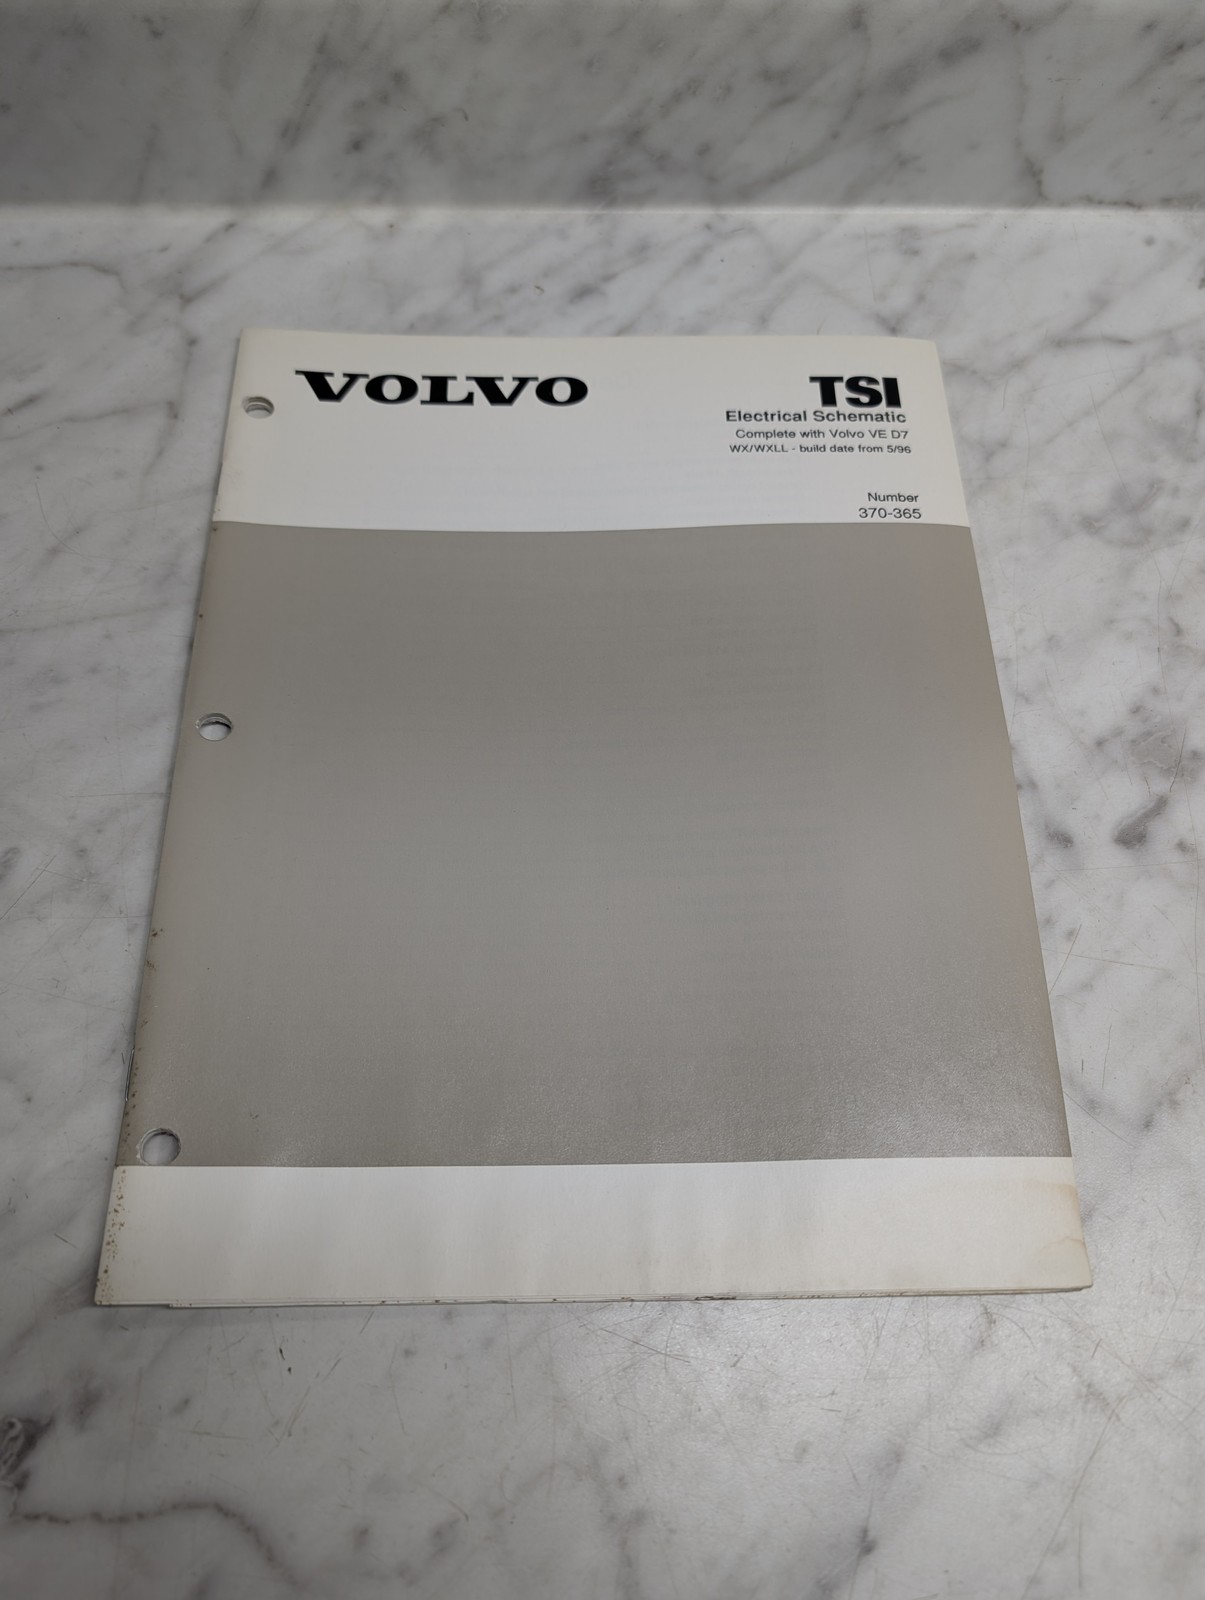 VOLVO
TSI
Electrical Schematic
Complete with Volvo VE D7
WX/WXLL - build date from 5/96
Number
370-365